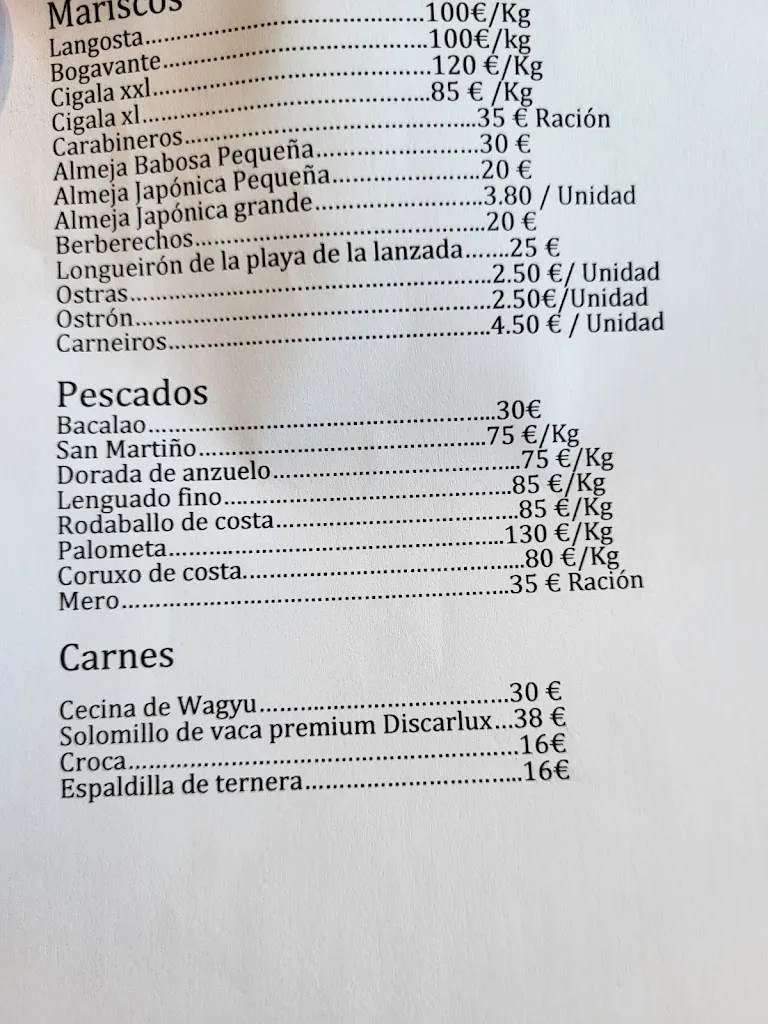 Mariscos
Langosta..............................100€/Kg
Bogavante............................100€/kg
Cigala xxl..............................120 €/Kg
Cigala xl................................85 € /Kg
Carabineros................................35 € Ración
Almeja Babosa Pequeña..................30 €
Almeja Japónica Pequeña................20 €
Almeja Japónica grande..................3.80 / Unidad
Berberechos................................20 €
Longueirón de la playa de la lanzada.......25 €
Ostras........................................2.50 €/ Unidad
Ostrón........................................2.50€/Unidad
Carneiros....................................4.50 € / Unidad
Pescados
Bacalao........................................30€
San Martiño.................................75 €/Kg
Dorada de anzuelo............................75 €/Kg
Lenguado fino................................85 €/Kg
Rodaballo de costa...........................85 €/Kg
Palometa.....................................130 €/Kg
Coruxo de costa...............................80 €/Kg
Mero..........................................35 € Ración
Carnes
Cecina de Wagyu..............................30 €
Solomillo de vaca premium Discarlux...38 €
Croca...........................................16€
Espaldilla de ternera.........................16€